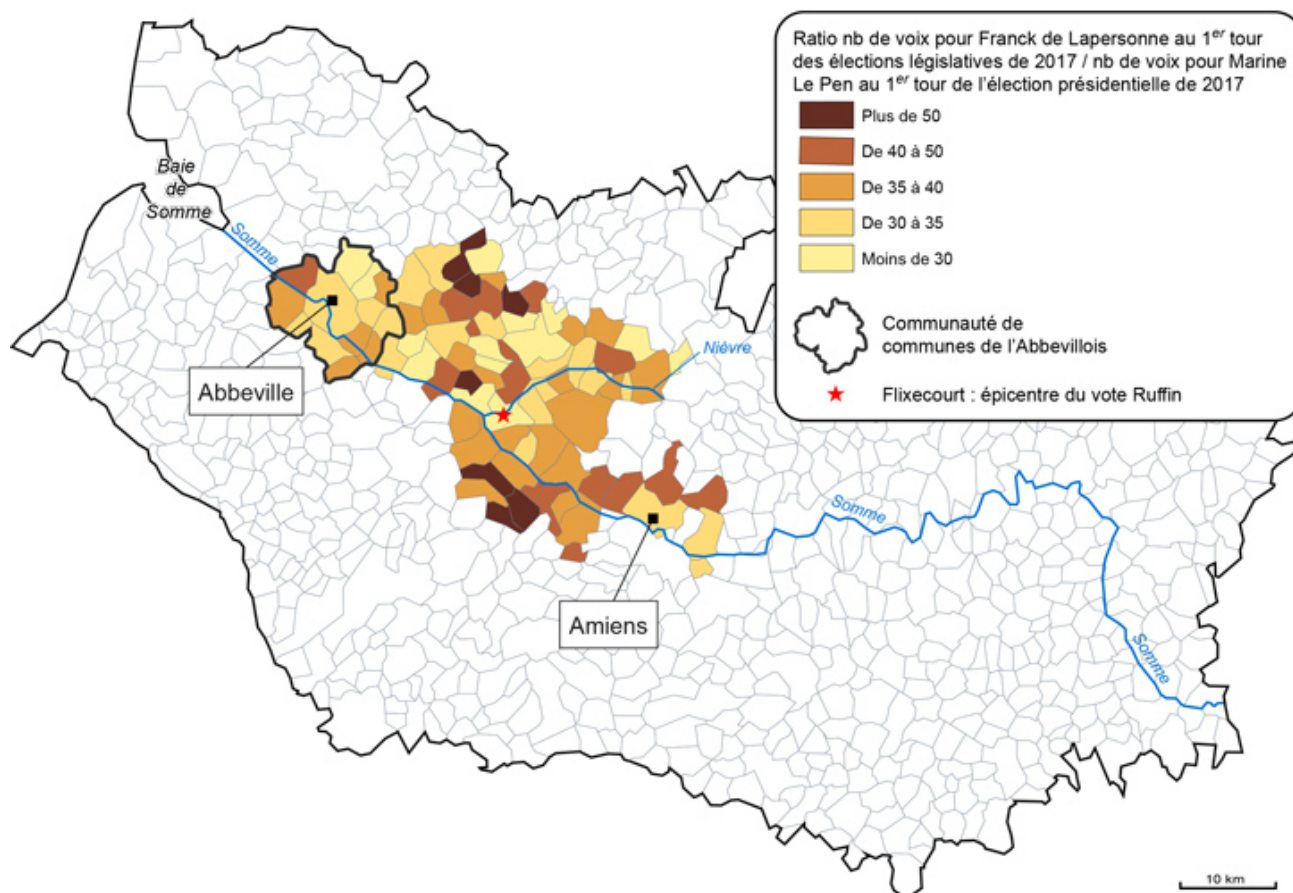 Ratio nb de voix pour Franck de Lapersonne au 1er tour
des élections législatives de 2017 / nb de voix pour Marine
Le Pen au 1er tour de l'élection présidentielle de 2017
Plus de 50
De 40 à 50
De 35 à 40
De 30 à 35
Moins de 30
Communauté de
communes de l'Abbevillois
Flixecourt : épicentre du vote Ruffin
Baie
de
Somme
Somme
Abbeville
Nièvre
Amiens
Somme
Somme
10 km